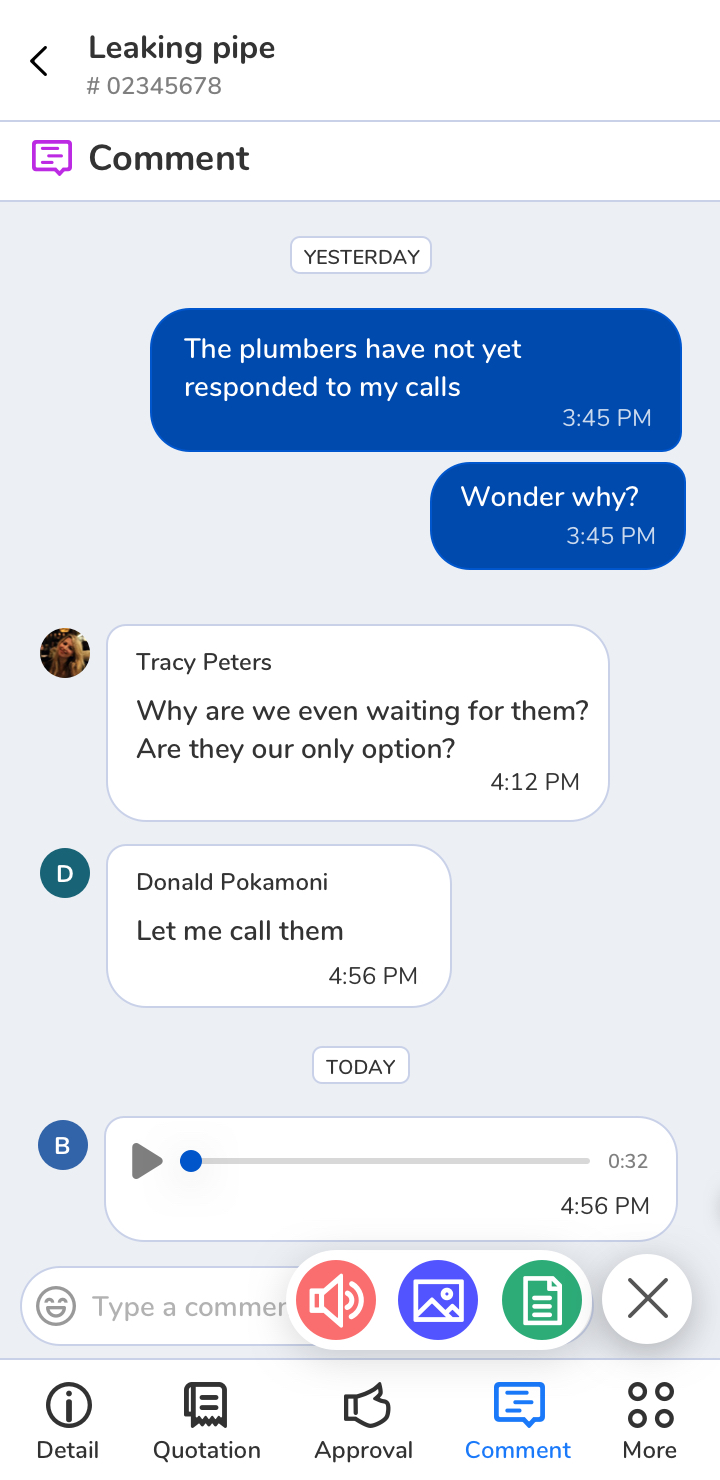 Leaking pipe
# 02345678
Comment
YESTERDAY
The plumbers have not yet
responded to my calls
3:45 PM
Wonder why?
3:45 PM
Tracy Peters
Why are we even waiting for them?
Are they our only option?
4:12 PM
D
Donald Pokamoni
Let me call them
4:56 PM
TODAY
B
0:32
4:56 PM
Type a commen
Detail
Quotation
Approval
Comment
More